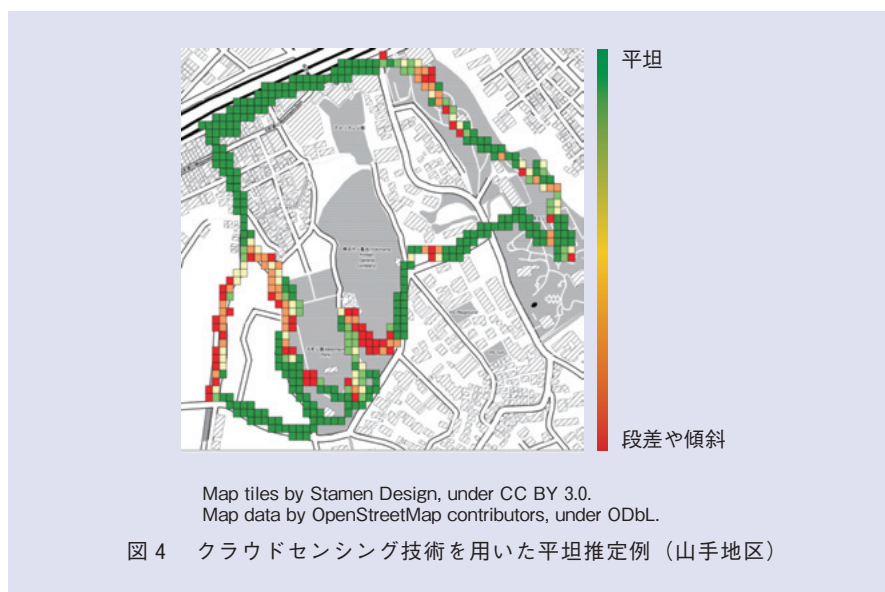 平坦
段差や傾斜
Map tiles by Stamen Design, under CC BY 3.0.
Map data by OpenStreetMap contributors, under ODbL.
図4 クラウドセンシング技術を用いた平坦推定例（山手地区）